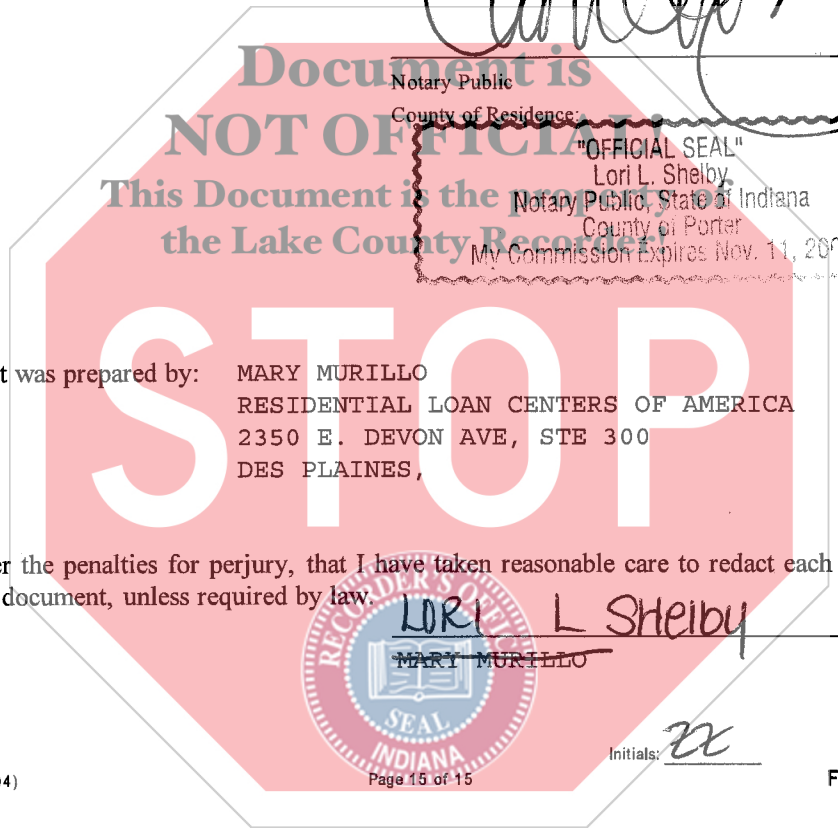 Document is
Notary Public
County of Residence:
NOT OFFICIAL!
"OFFICIAL SEAL"
Lori L. Shelby
This Document is the property of
Notary Public, State of Indiana
County of Porter
the Lake County Recorder!
My Commission Expires Nov. 11, 200
STOP
t was prepared by: MARY MURILLO
RESIDENTIAL LOAN CENTERS OF AMERICA
2350 E. DEVON AVE, STE 300
DES PLAINES,
er the penalties for perjury, that I have taken reasonable care to redact each
document, unless required by law.
LORI L SHelby
MARY MURILLO
RECORDER'S OFFICE
SEAL
INDIANA
Initials:
04)
Page 15 of 15
F